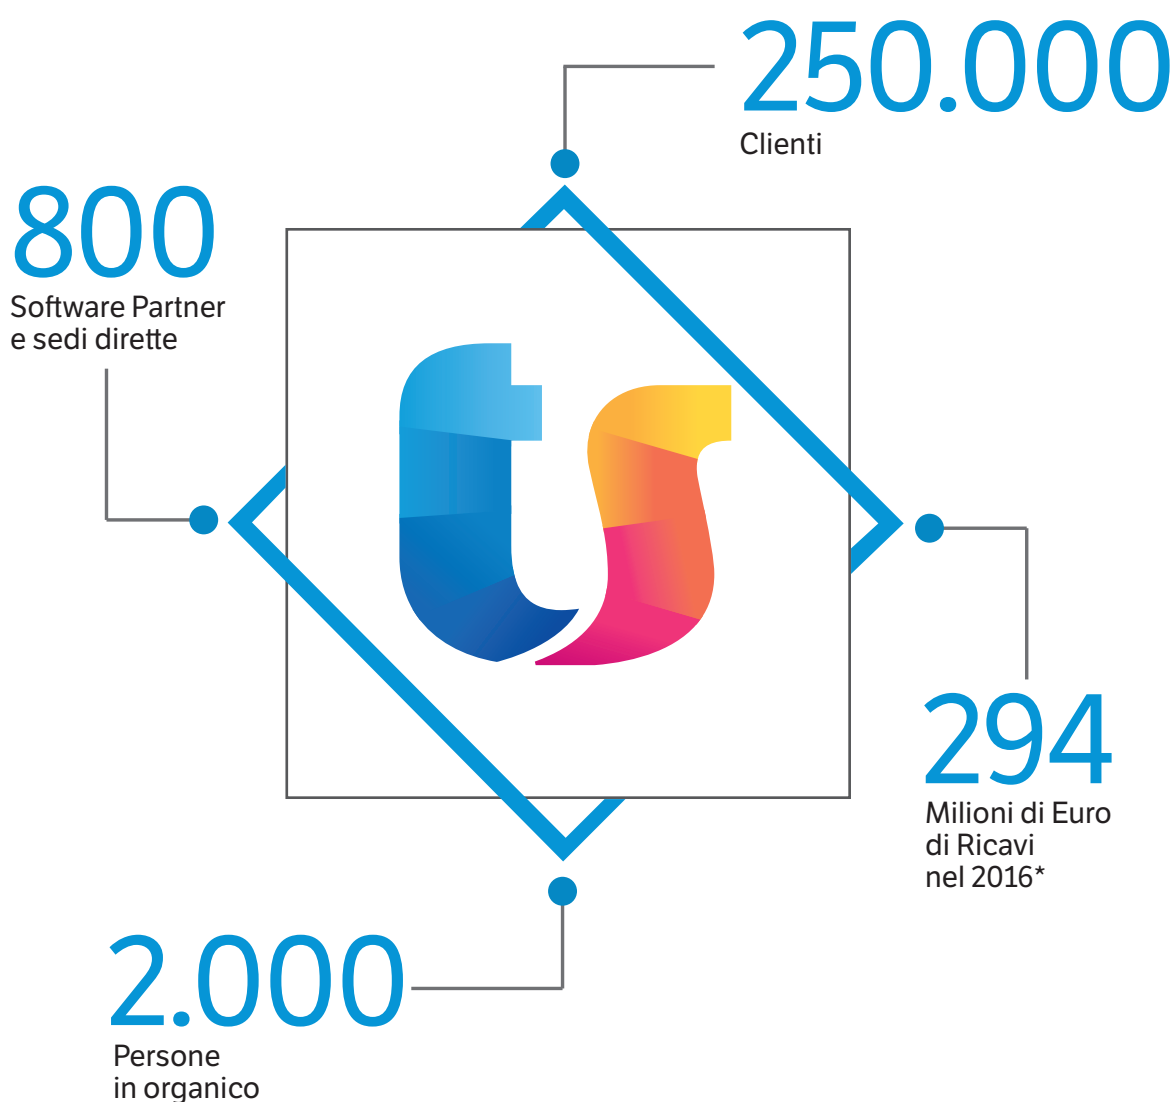 250.000
Clienti
800
Software Partner
e sedi dirette
ts
294
Milioni di Euro
di Ricavi
nel 2016*
2.000
Persone
in organico